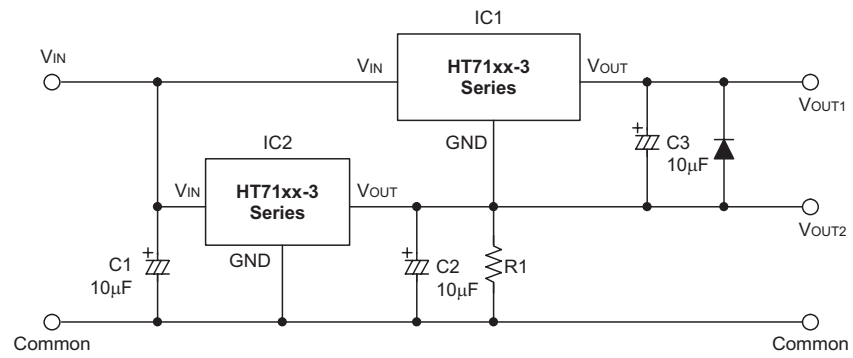 IC1
VIN
VIN
HT71xx-3
Series
VOUT
VOUT1
GND
C3
10μF
IC2
VIN
HT71xx-3
Series
VOUT
VOUT2
GND
C1
10μF
C2
10μF
R1
Common
Common